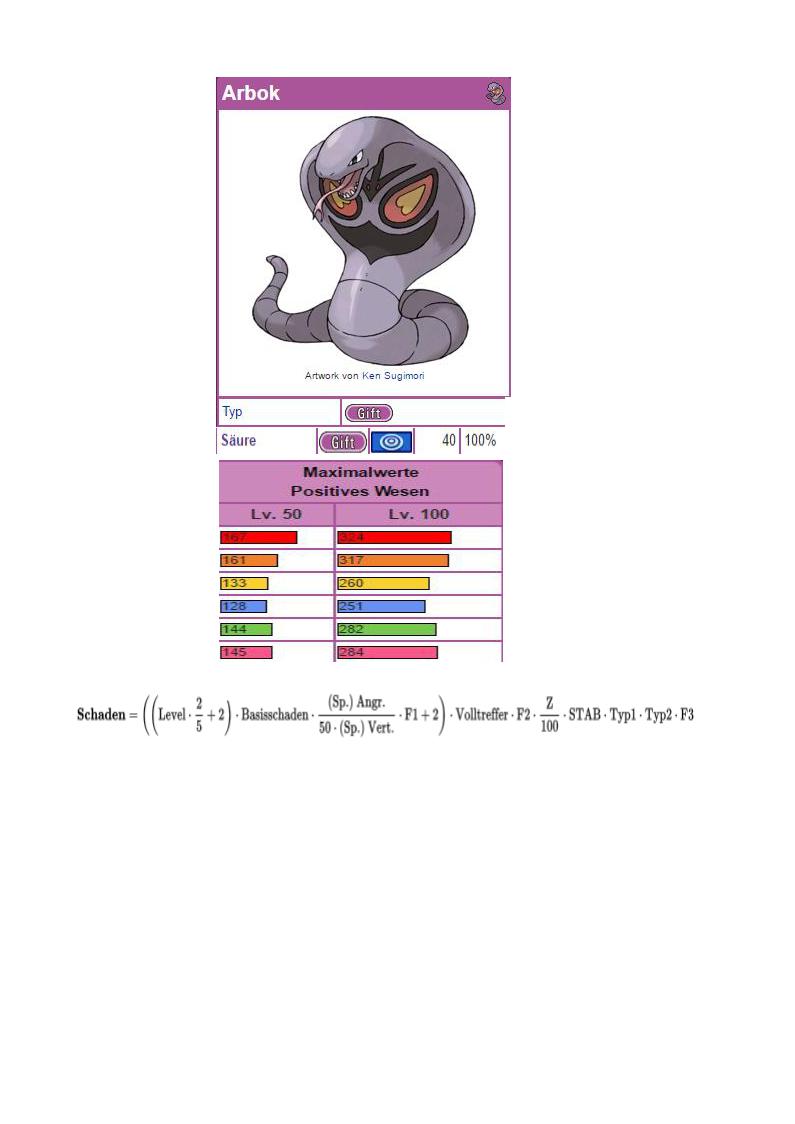 Arbok
Artwork von Ken Sugimori
Typ Gift
Säure Gift 40 100%
Maximalwerte
Positives Wesen
Lv. 50 Lv. 100
167 324
161 317
133 260
128 251
144 282
145 284
Schaden = ((Level · 2/5 + 2) · Basisschaden · (Sp.) Angr./50 · (Sp.) Vert. · F1 + 2) · Volltreffer · F2 · Z/100 · STAB · Typ1 · Typ2 · F3